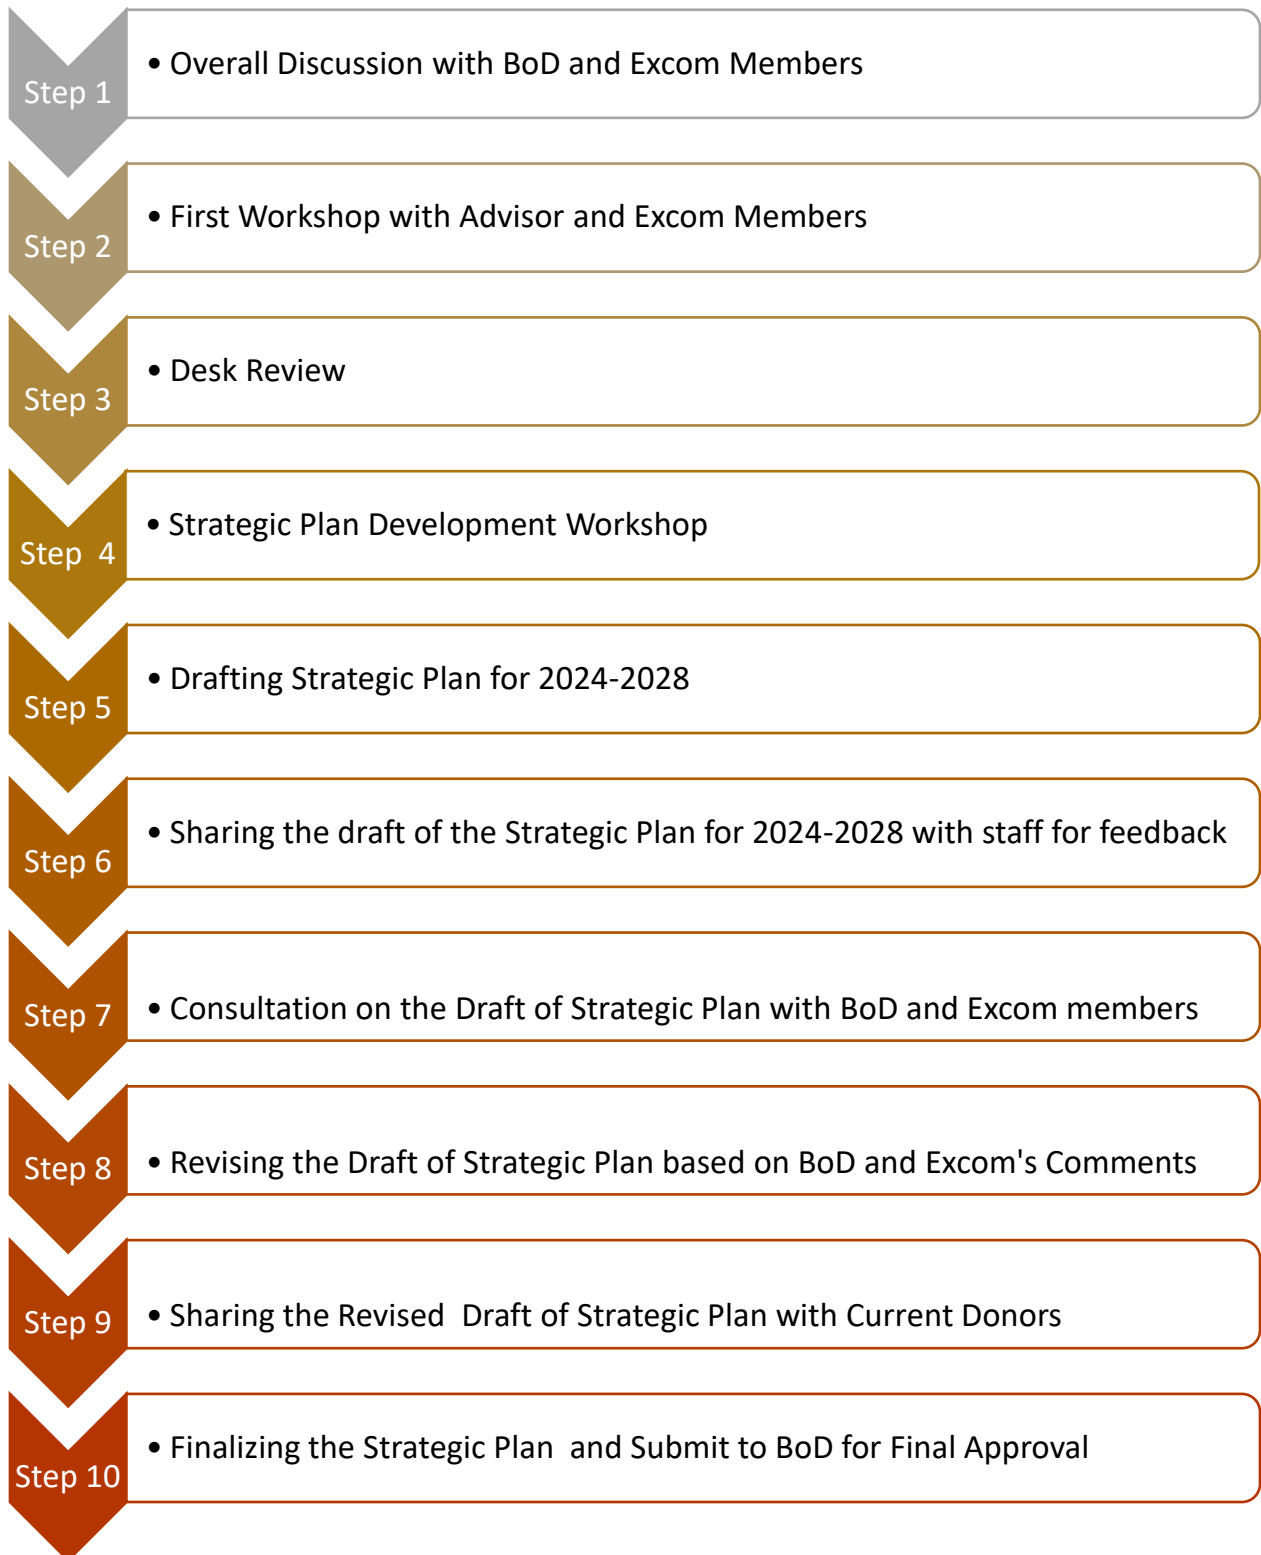 Step 1
• Overall Discussion with BoD and Excom Members
Step 2
• First Workshop with Advisor and Excom Members
Step 3
• Desk Review
Step  4
• Strategic Plan Development Workshop
Step 5
• Drafting Strategic Plan for 2024-2028
Step 6
• Sharing the draft of the Strategic Plan for 2024-2028 with staff for feedback
Step 7
• Consultation on the Draft of Strategic Plan with BoD and Excom members
Step 8
• Revising the Draft of Strategic Plan based on BoD and Excom's Comments
Step 9
• Sharing the Revised  Draft of Strategic Plan with Current Donors
Step 10
• Finalizing the Strategic Plan  and Submit to BoD for Final Approval